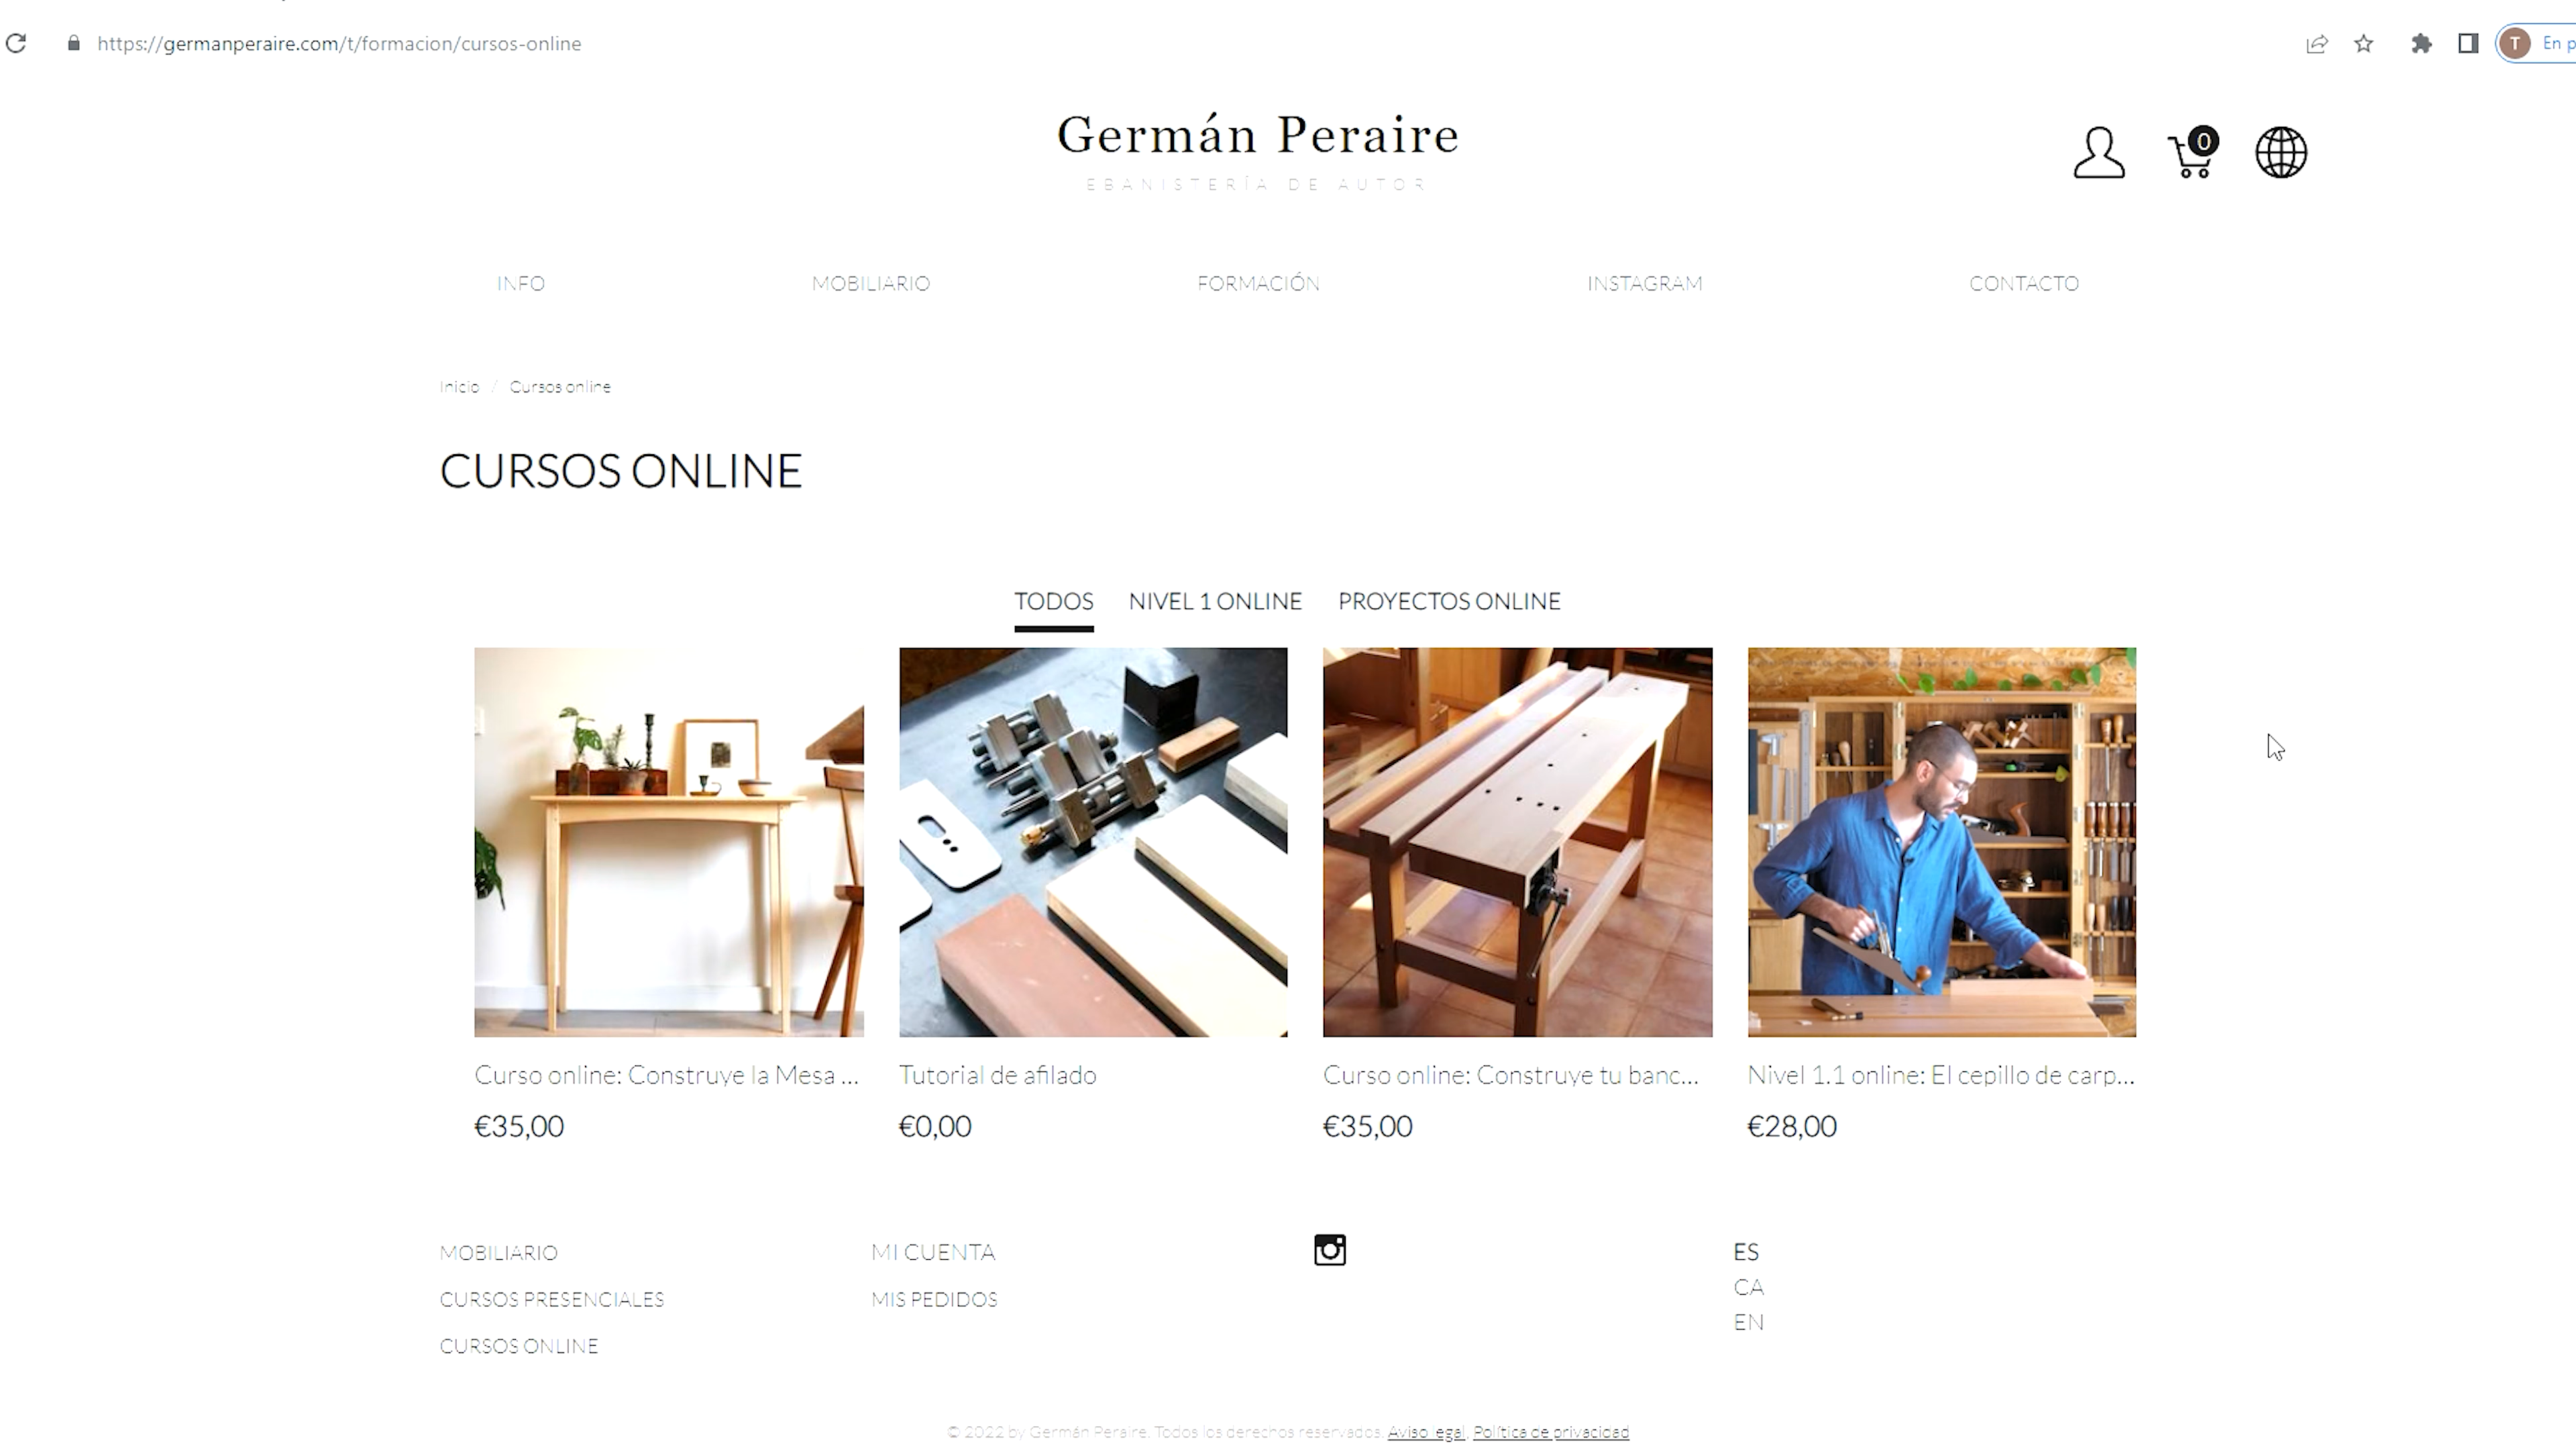 https://germanperaire.com/t/formacion/cursos-online
T En p
Germán Peraire
EBANISTERÍA DE AUTOR
0
INFO MOBILIARIO FORMACIÓN INSTAGRAM CONTACTO
Inicio / Cursos online
CURSOS ONLINE
TODOS NIVEL 1 ONLINE PROYECTOS ONLINE
Curso online: Construye la Mesa ... Tutorial de afilado Curso online: Construye tu banc... Nivel 1.1 online: El cepillo de carp...
€35,00 €0,00 €35,00 €28,00
MOBILIARIO MI CUENTA ES
CURSOS PRESENCIALES MIS PEDIDOS CA
EN
CURSOS ONLINE
© 2022 by Germán Peraire. Todos los derechos reservados. Aviso legal. Política de privacidad